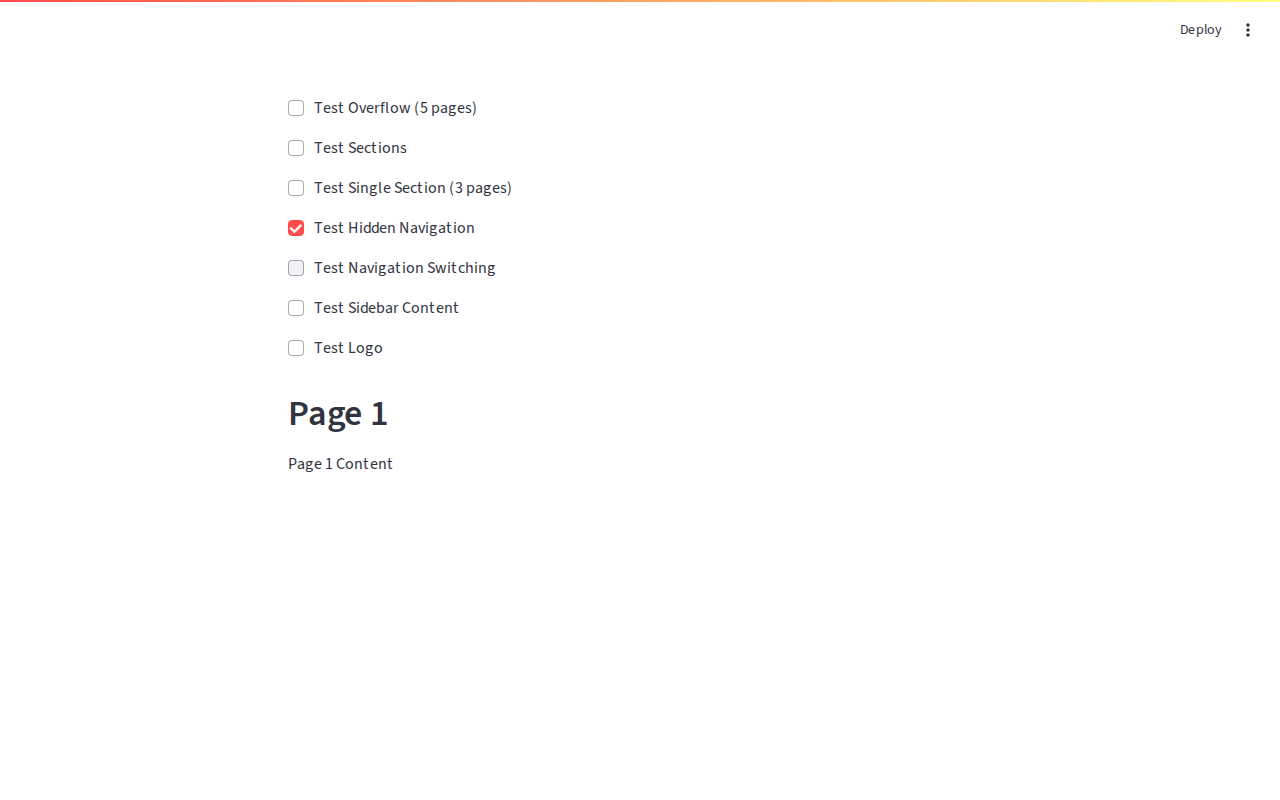 Deploy
Test Overflow (5 pages)
Test Sections
Test Single Section (3 pages)
Test Hidden Navigation
Test Navigation Switching
Test Sidebar Content
Test Logo
Page 1
Page 1 Content